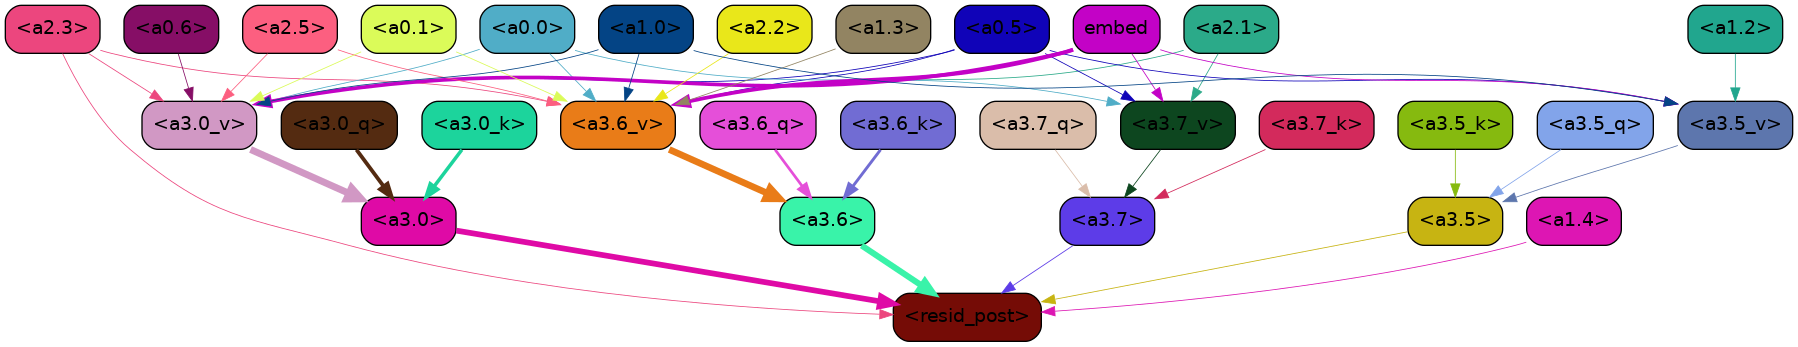 <a2.3> <a0.6> <a2.5> <a0.1> <a0.0> <a1.0> <a2.2> <a1.3> <a0.5> embed <a2.1> <a1.2>
<a3.0_v> <a3.0_q> <a3.0_k> <a3.6_v> <a3.6_q> <a3.6_k> <a3.7_q> <a3.7_v> <a3.7_k> <a3.5_k> <a3.5_q> <a3.5_v>
<a3.0> <a3.6> <a3.7> <a3.5> <a1.4>
<resid_post>